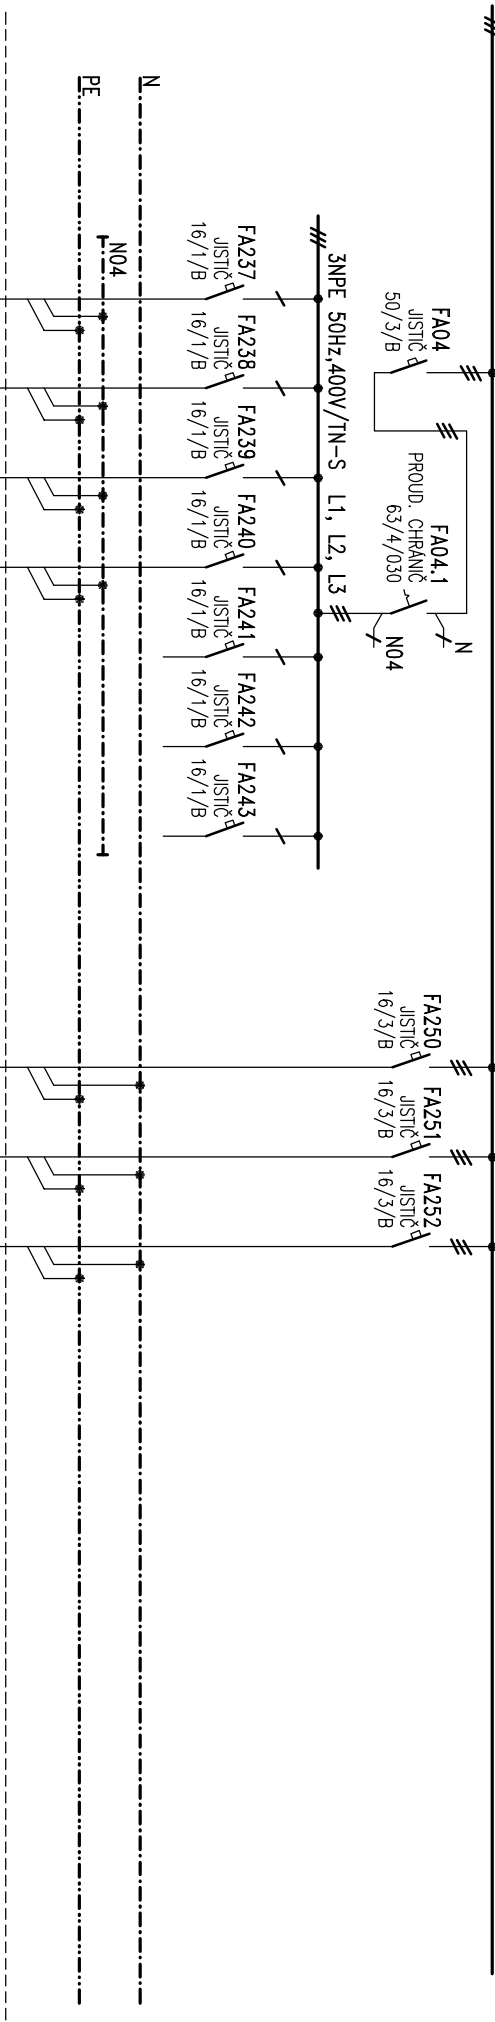 FA04
JISTIČ
50/3/B
FA04.1
PROUD. CHRÁNIČ
63/4/030
N
N04
3NPE 50Hz,400V/TN-S L1, L2, L3
FA237
JISTIČ
16/1/B
FA238
JISTIČ
16/1/B
FA239
JISTIČ
16/1/B
FA240
JISTIČ
16/1/B
FA241
JISTIČ
16/1/B
FA242
JISTIČ
16/1/B
FA243
JISTIČ
16/1/B
FA250
JISTIČ
16/3/B
FA251
JISTIČ
16/3/B
FA252
JISTIČ
16/3/B
N
N04
PE